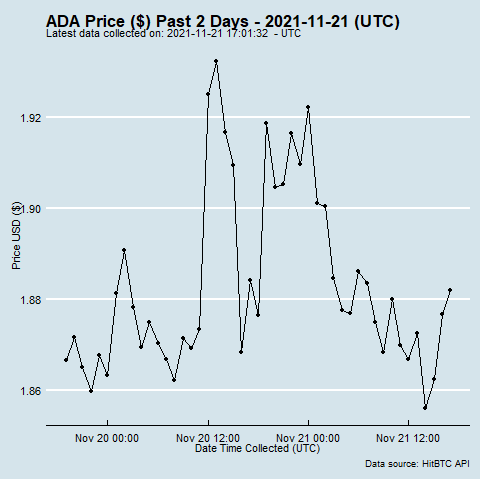 ADA Price ($) Past 2 Days - 2021-11-21 (UTC)
Latest data collected on: 2021-11-21 17:01:32 - UTC
1.92
1.90
1.88
1.86
Price USD ($)
Nov 20 00:00 Nov 20 12:00 Nov 21 00:00 Nov 21 12:00
Date Time Collected (UTC)
Data source: HitBTC API